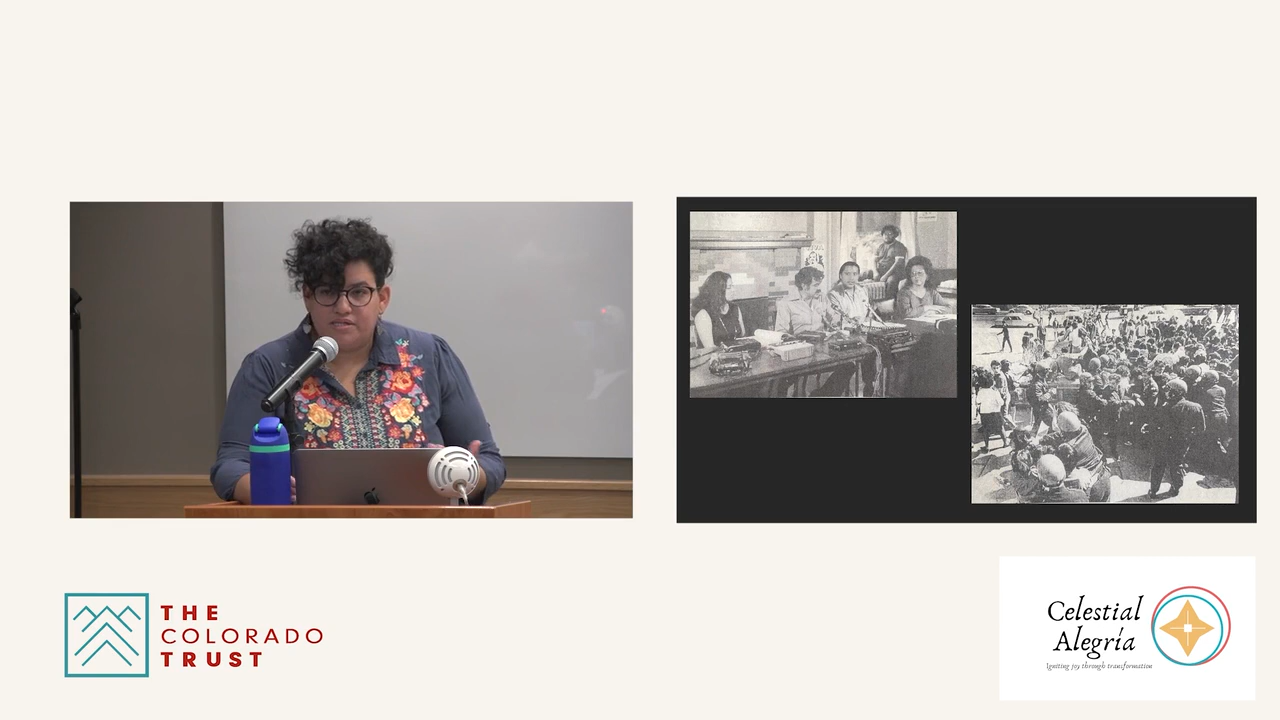 THE
COLORADO
TRUST
Celestial
Alegría
Igniting joy through transformation